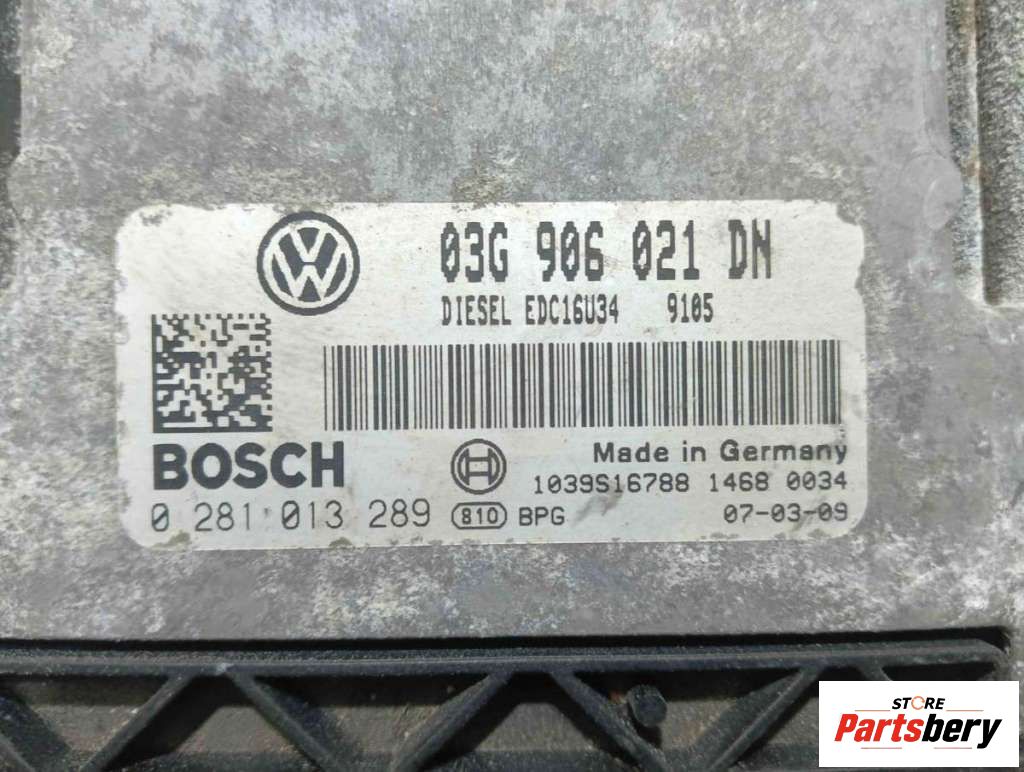 03G 906 021 DN
DIESEL EDC16U34 9105
BOSCH
Made in Germany
1039S16788 1468 0034
0 281 013 289 810 BPG 07-03-09
STORE
Partsbery